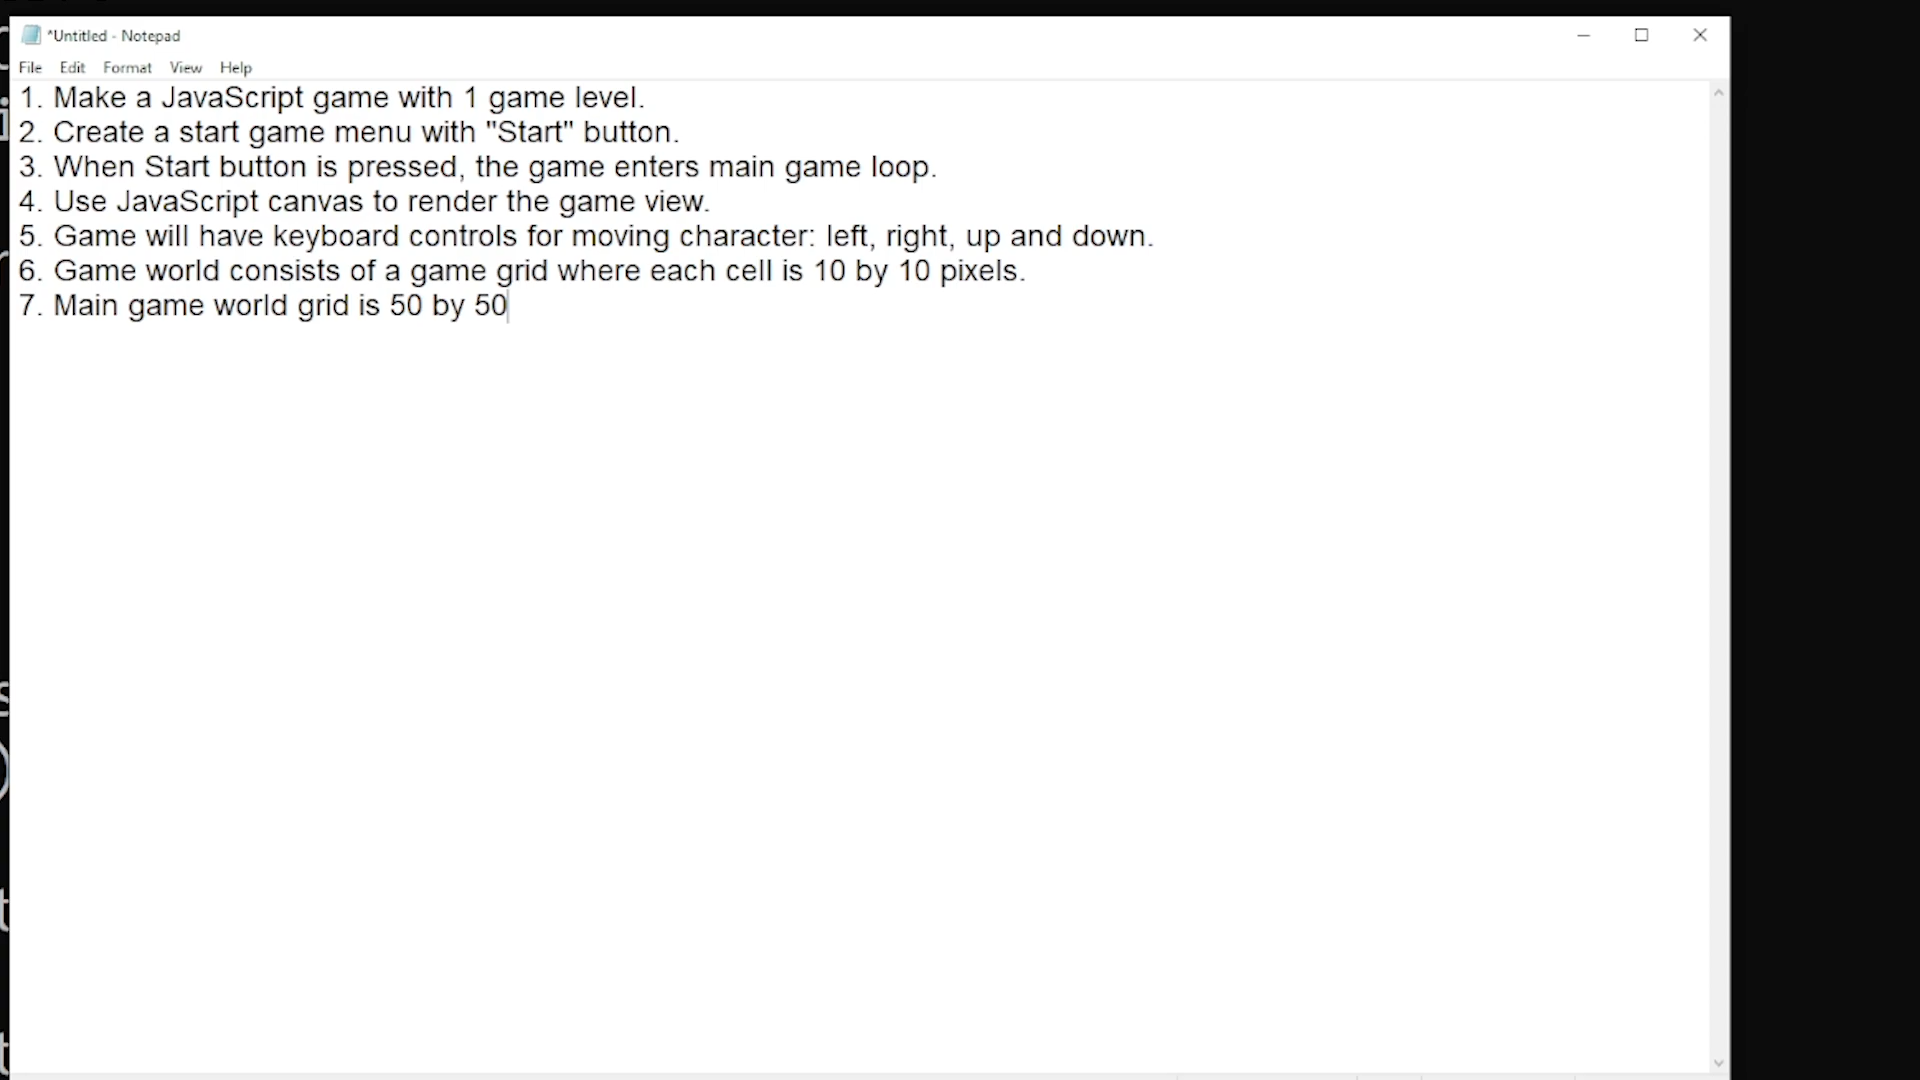 *Untitled - Notepad
File Edit Format View Help
1. Make a JavaScript game with 1 game level.
2. Create a start game menu with "Start" button.
3. When Start button is pressed, the game enters main game loop.
4. Use JavaScript canvas to render the game view.
5. Game will have keyboard controls for moving character: left, right, up and down.
6. Game world consists of a game grid where each cell is 10 by 10 pixels.
7. Main game world grid is 50 by 50